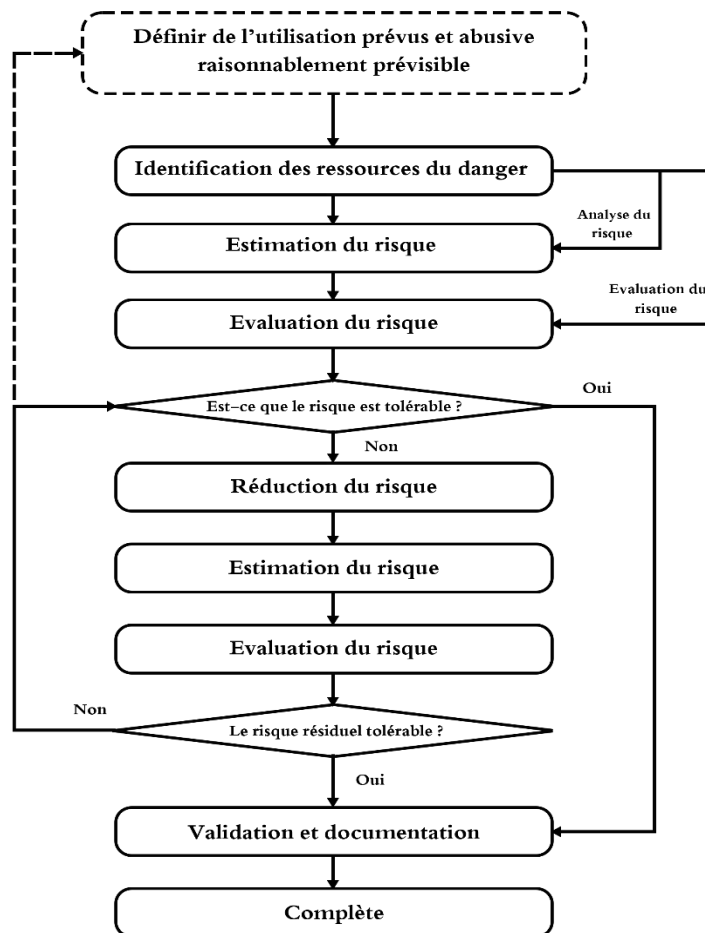 Définir de l'utilisation prévus et abusive
raisonnablement prévisible
Identification des ressources du danger
Analyse du
risque
Estimation du risque
Evaluation du
risque
Evaluation du risque
Est-ce que le risque est tolérable ?
Oui
Non
Réduction du risque
Estimation du risque
Evaluation du risque
Non
Le risque résiduel tolérable ?
Oui
Validation et documentation
Complète